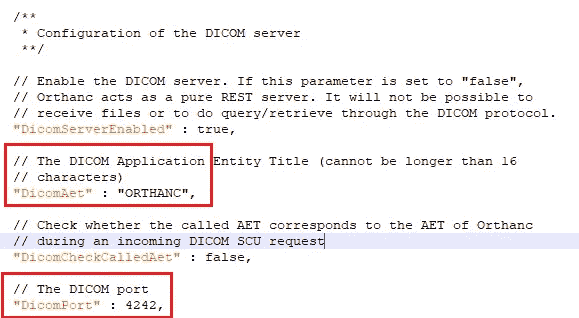 /**
* Configuration of the DICOM server
**/
// Enable the DICOM server. If this parameter is set to "false",
// Orthanc acts as a pure REST server. It will not be possible to
// receive files or to do query/retrieve through the DICOM protocol.
"DicomServerEnabled" : true,
// The DICOM Application Entity Title (cannot be longer than 16
// characters)
"DicomAet" : "ORTHANC",
// Check whether the called AET corresponds to the AET of Orthanc
// during an incoming DICOM SCU request
"DicomCheckCalledAet" : false,
// The DICOM port
"DicomPort" : 4242,